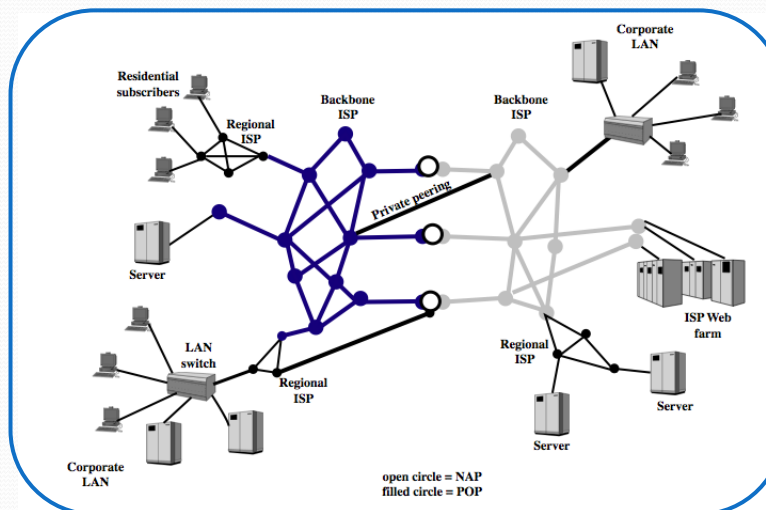 Corporate
LAN
Residential
subscribers
Regional
ISP
Backbone
ISP
Backbone
ISP
Private peering
Server
ISP Web
farm
LAN
switch
Regional
ISP
Regional
ISP
Server
Server
Corporate
LAN
open circle = NAP
filled circle = POP